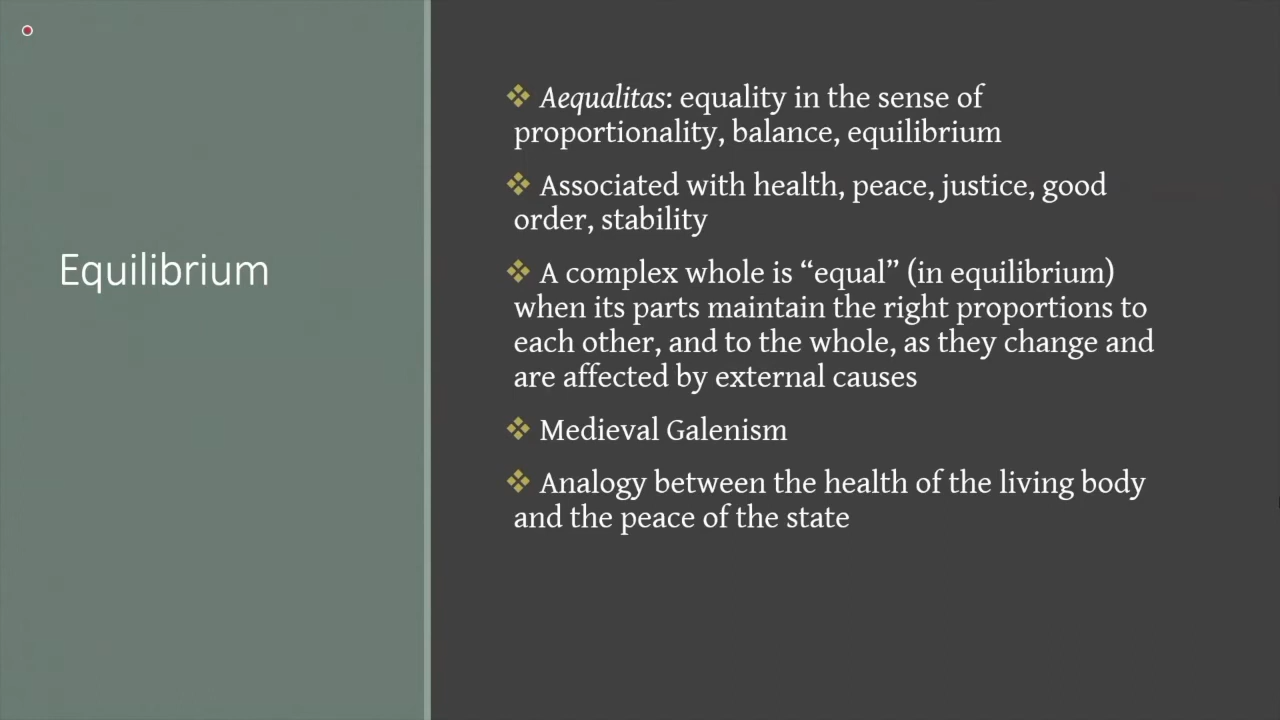 Equilibrium
❖ Aequalitas: equality in the sense of
proportionality, balance, equilibrium
❖ Associated with health, peace, justice, good
order, stability
❖ A complex whole is “equal” (in equilibrium)
when its parts maintain the right proportions to
each other, and to the whole, as they change and
are affected by external causes
❖ Medieval Galenism
❖ Analogy between the health of the living body
and the peace of the state